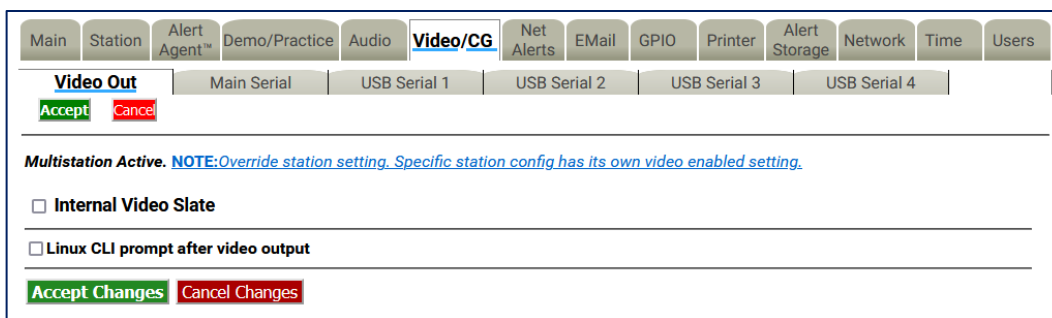 Main Station Alert Agent™ Demo/Practice Audio Video/CG Net Alerts EMail GPIO Printer Alert Storage Network Time Users
Video Out Main Serial USB Serial 1 USB Serial 2 USB Serial 3 USB Serial 4
Accept Cancel
Multistation Active. NOTE:Override station setting. Specific station config has its own video enabled setting.
Internal Video Slate
Linux CLI prompt after video output
Accept Changes Cancel Changes